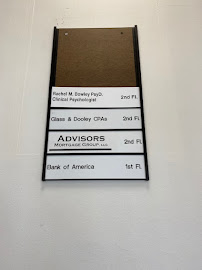 Rachel M. Dowley PsyD.
Clinical Psychologist 2nd Fl.
Glass & Dooley CPAs 2nd Fl.
ADVISORS
MORTGAGE GROUP LLC 2nd Fl.
Bank of America 1st Fl.